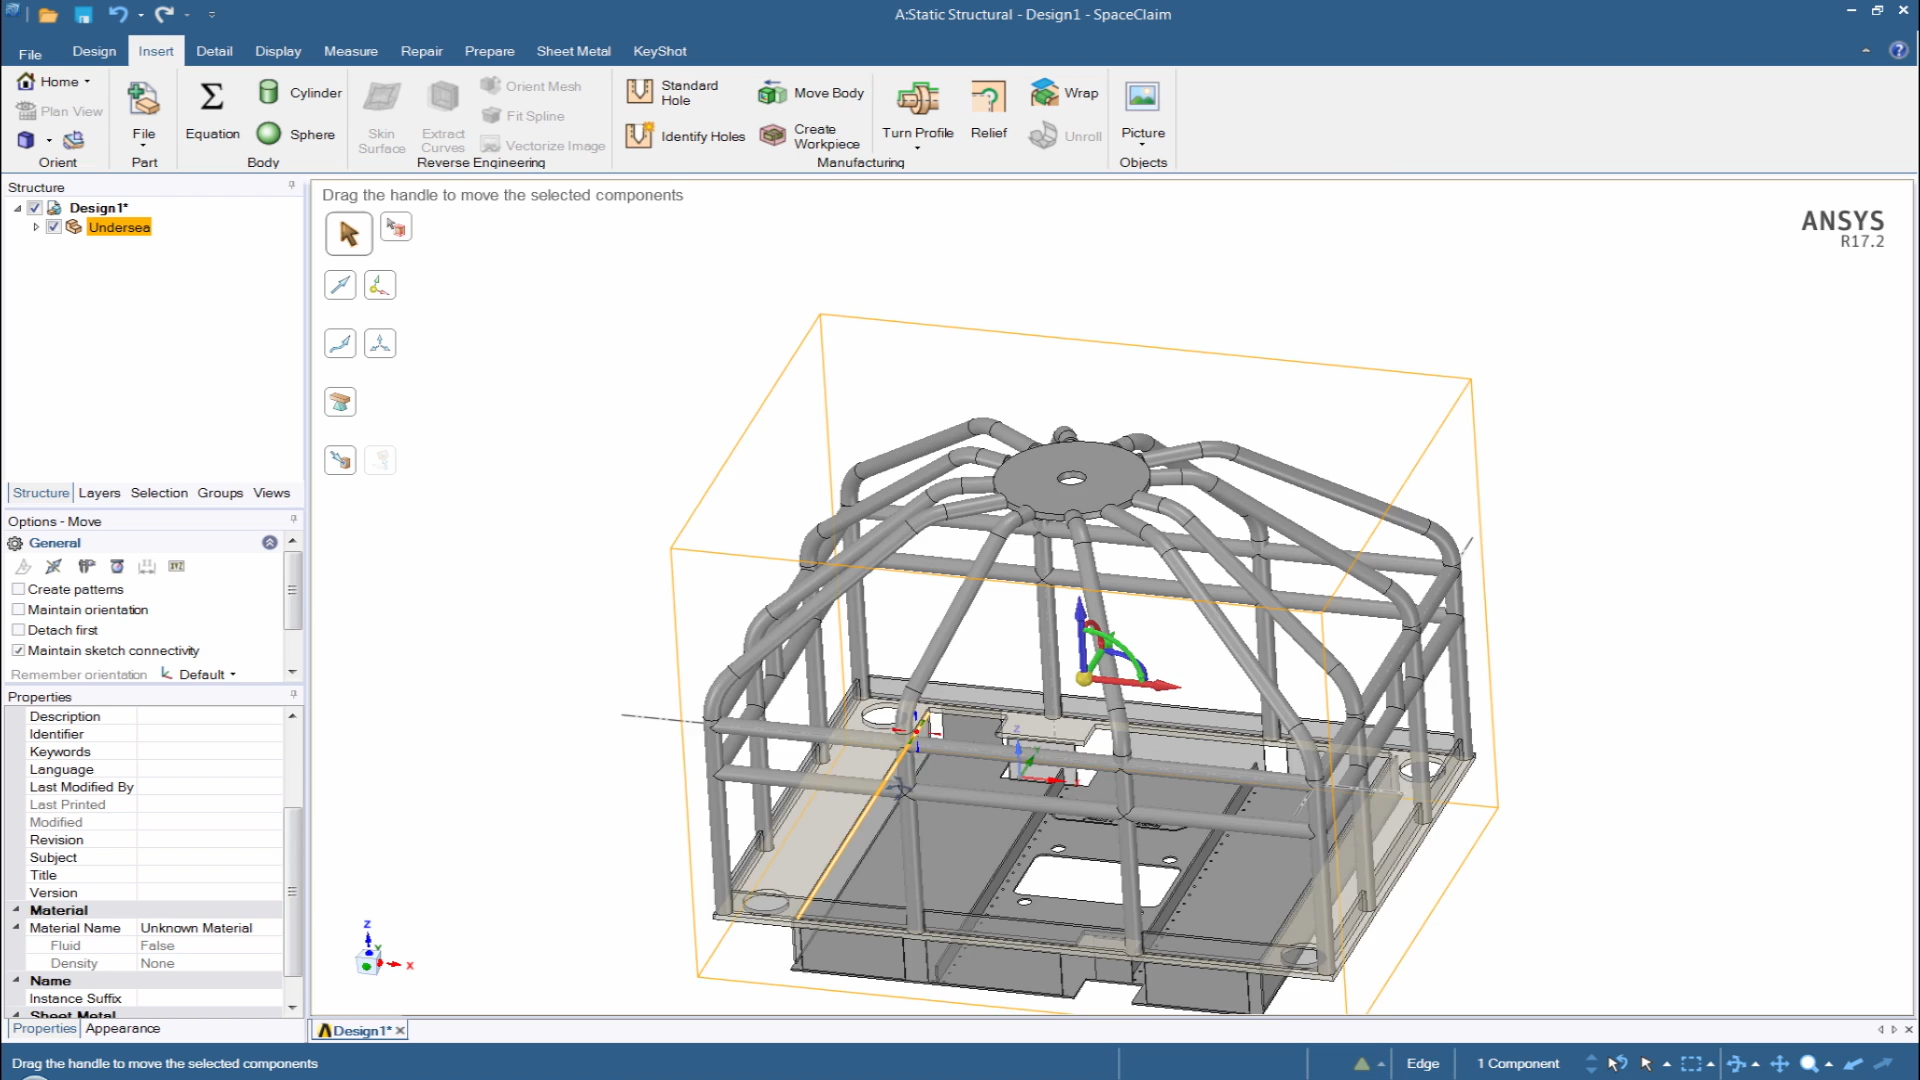 A:Static Structural - Design1 - SpaceClaim
File Design Insert Detail Display Measure Repair Prepare Sheet Metal KeyShot
Home
Plan View
Orient
File
Part
Equation
Cylinder
Sphere
Body
Skin Surface
Extract Curves
Orient Mesh
Fit Spline
Vectorize Image
Reverse Engineering
Standard Hole
Identify Holes
Move Body
Create Workpiece
Turn Profile
Relief
Wrap
Unroll
Manufacturing
Picture
Objects
Structure
Design1*
Undersea
Drag the handle to move the selected components
ANSYS
R17.2
Structure Layers Selection Groups Views
Options - Move
General
XYZ
Create patterns
Maintain orientation
Detach first
Maintain sketch connectivity
Remember orientation Default
Properties
Description
Identifier
Keywords
Language
Last Modified By
Last Printed
Modified
Revision
Subject
Title
Version
Material
Material Name Unknown Material
Fluid False
Density None
Name
Instance Suffix
Sheet Metal
Properties Appearance
Z
Y
X
Z
Y
Design1*
Drag the handle to move the selected components
Edge
1 Component